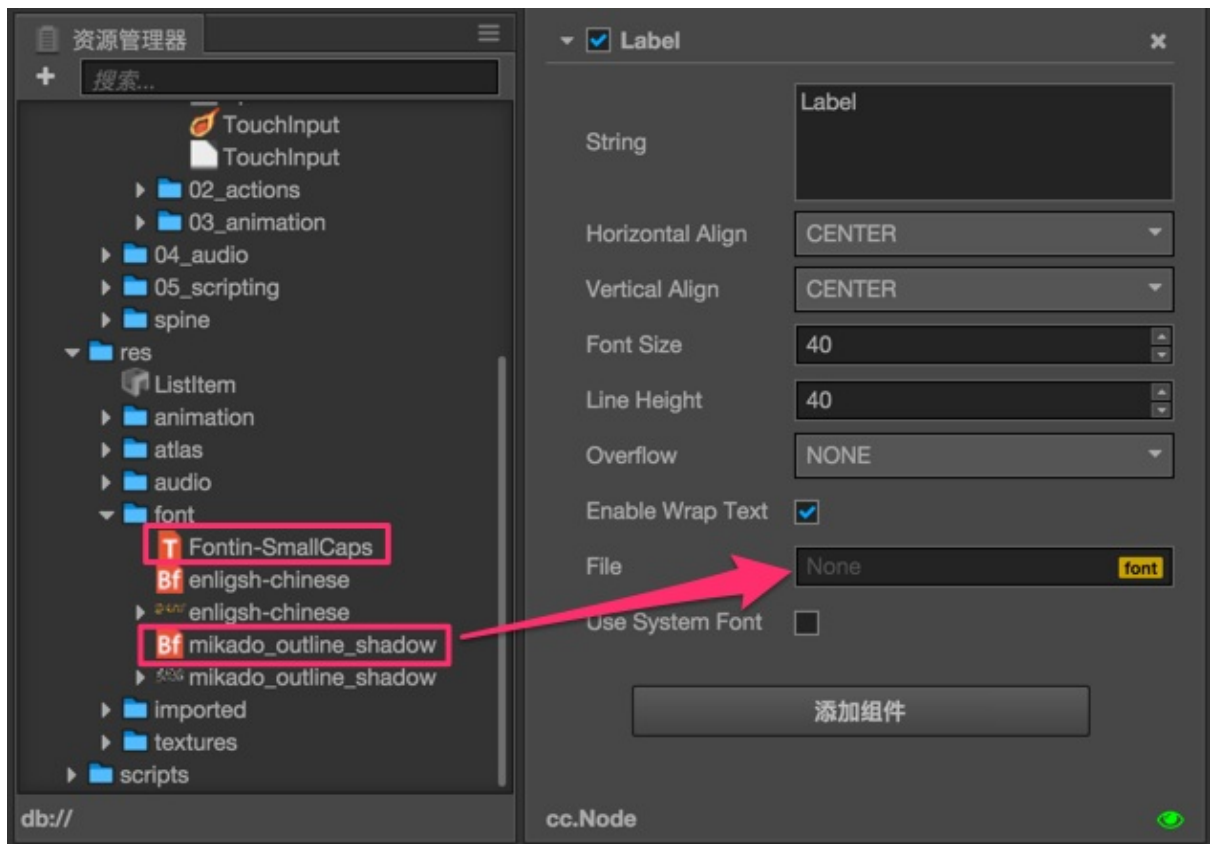 资源管理器
搜索...
TouchInput
TouchInput
02_actions
03_animation
04_audio
05_scripting
spine
res
ListItem
animation
atlas
audio
font
T Fontin-SmallCaps
Bf enligsh-chinese
enligsh-chinese
Bf mikado_outline_shadow
mikado_outline_shadow
imported
textures
scripts
db://
Label
String
Label
Horizontal Align CENTER
Vertical Align CENTER
Font Size 40
Line Height 40
Overflow NONE
Enable Wrap Text
File None font
Use System Font
添加组件
cc.Node